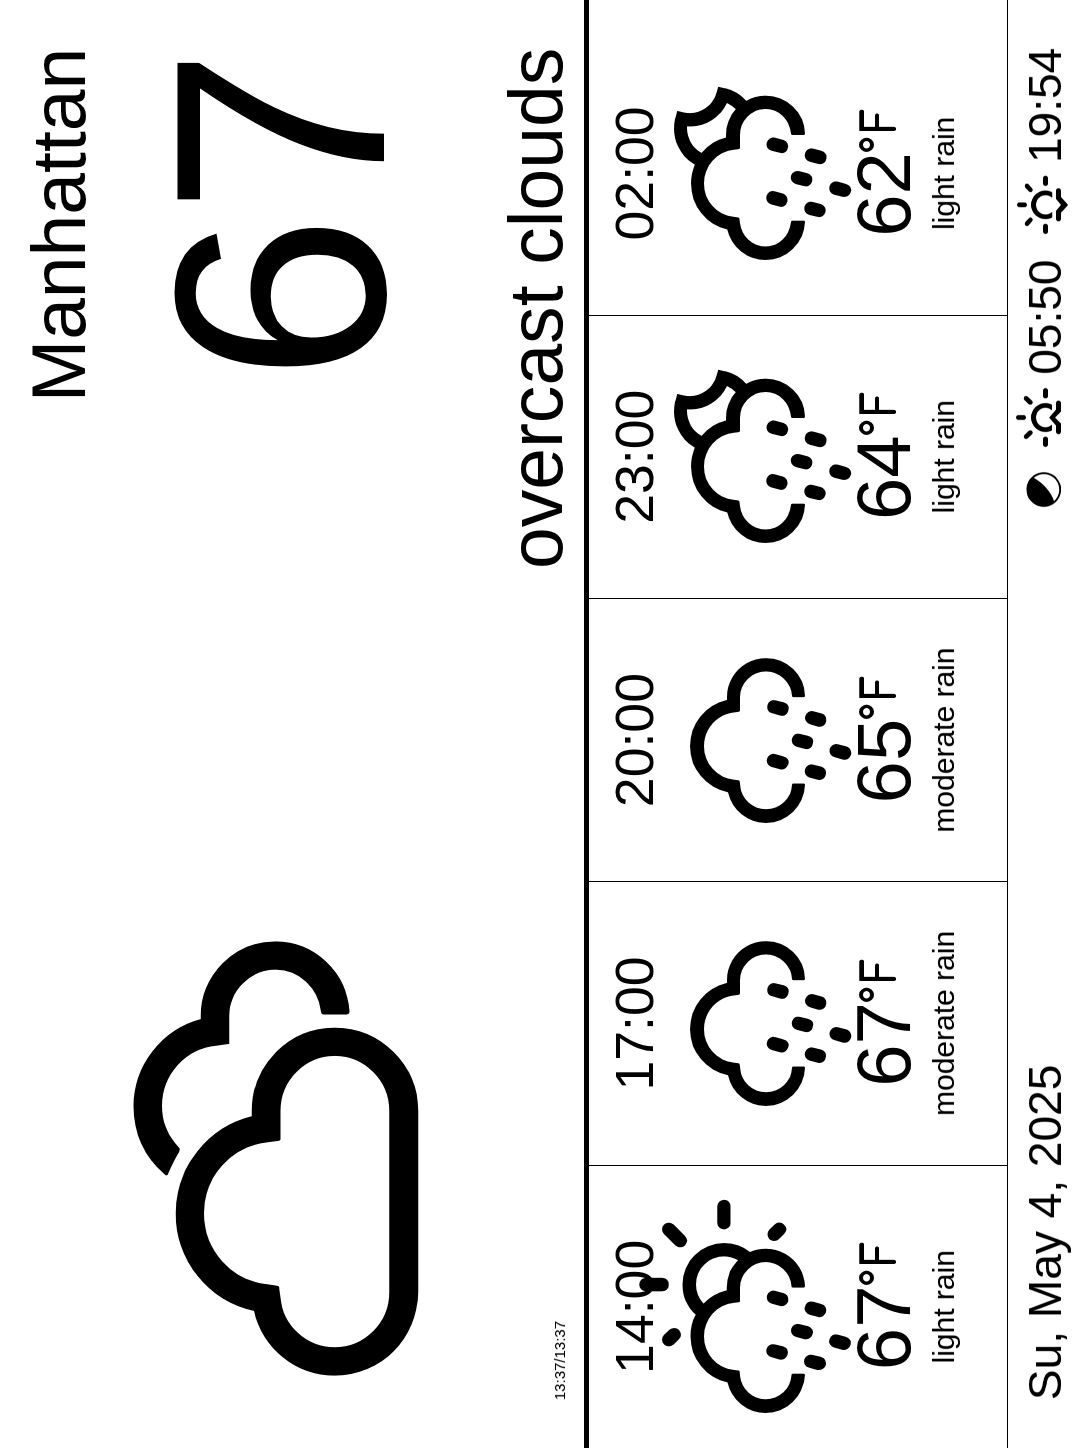 Manhattan
67
overcast clouds
13:37/13:37
14:00
67°F
light rain
17:00
67°F
moderate rain
20:00
65°F
moderate rain
23:00
64°F
light rain
02:00
62°F
light rain
Su, May 4, 2025
05:50 19:54